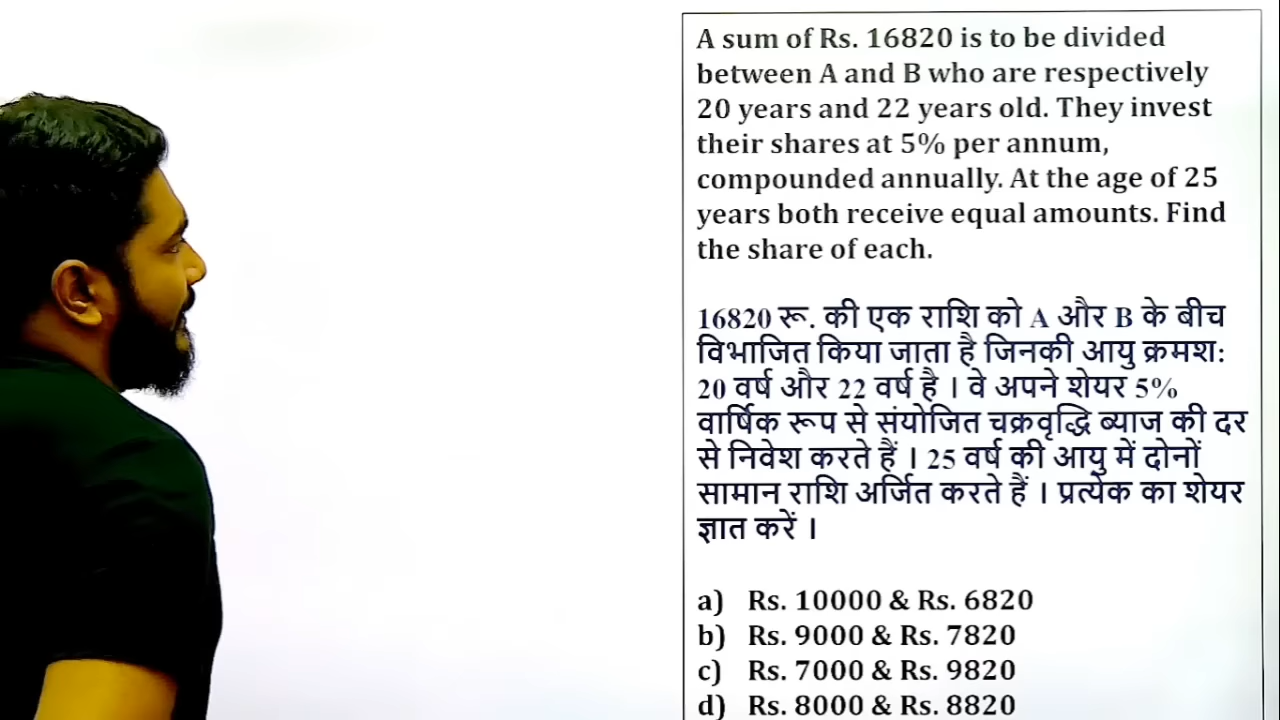 A sum of Rs. 16820 is to be divided
between A and B who are respectively
20 years and 22 years old. They invest
their shares at 5% per annum,
compounded annually. At the age of 25
years both receive equal amounts. Find
the share of each.
16820 रू. की एक राशि को A और B के बीच
विभाजित किया जाता है जिनकी आयु क्रमश:
20 वर्ष और 22 वर्ष है । वे अपने शेयर 5%
वार्षिक रूप से संयोजित चक्रवृद्धि ब्याज की दर
से निवेश करते हैं । 25 वर्ष की आयु में दोनों
सामान राशि अर्जित करते हैं । प्रत्येक का शेयर
ज्ञात करें ।
a) Rs. 10000 & Rs. 6820
b) Rs. 9000 & Rs. 7820
c) Rs. 7000 & Rs. 9820
d) Rs. 8000 & Rs. 8820